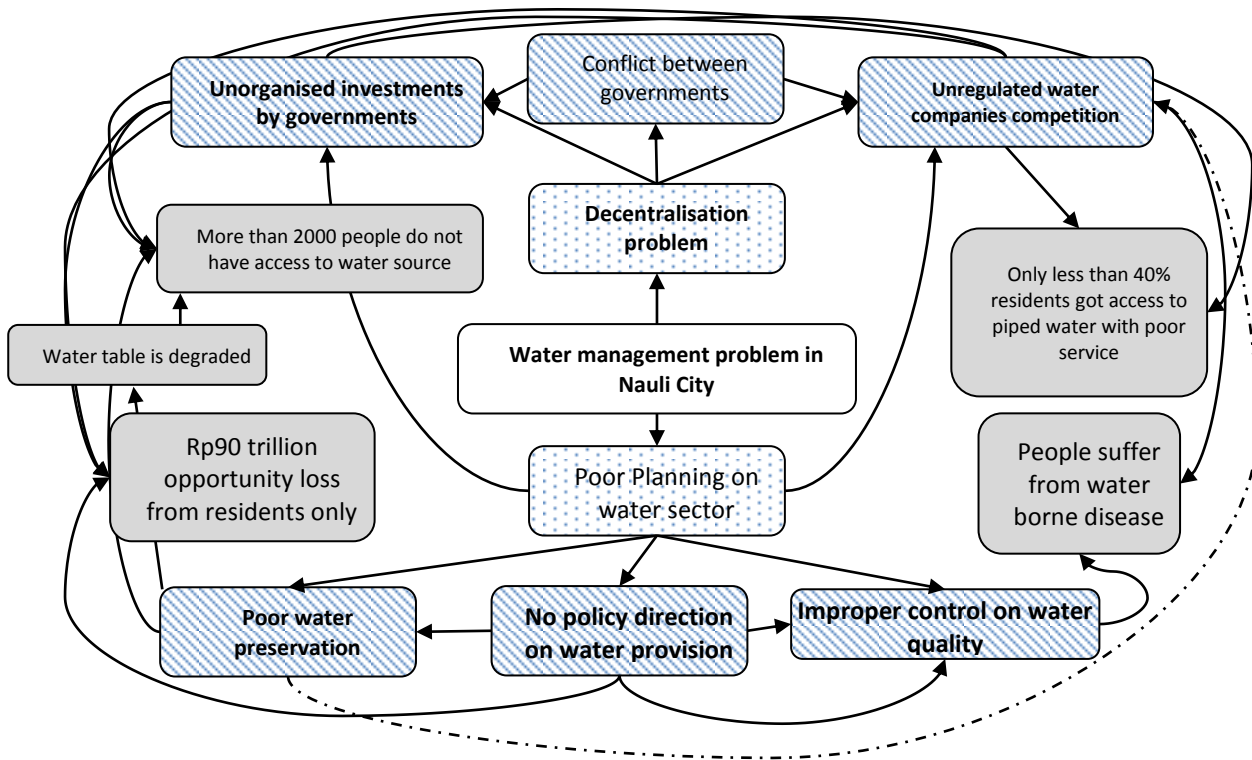 Conflict between
governments
Unorganised investments
by governments
Unregulated water
companies competition
Decentralisation
problem
More than 2000 people do not
have access to water source
Only less than 40%
residents got access to
piped water with poor
service
Water table is degraded
Water management problem in
Nauli City
Rp90 trillion
opportunity loss
from residents only
People suffer
from water
borne disease
Poor Planning on
water sector
Poor water
preservation
No policy direction
on water provision
Improper control on water
quality